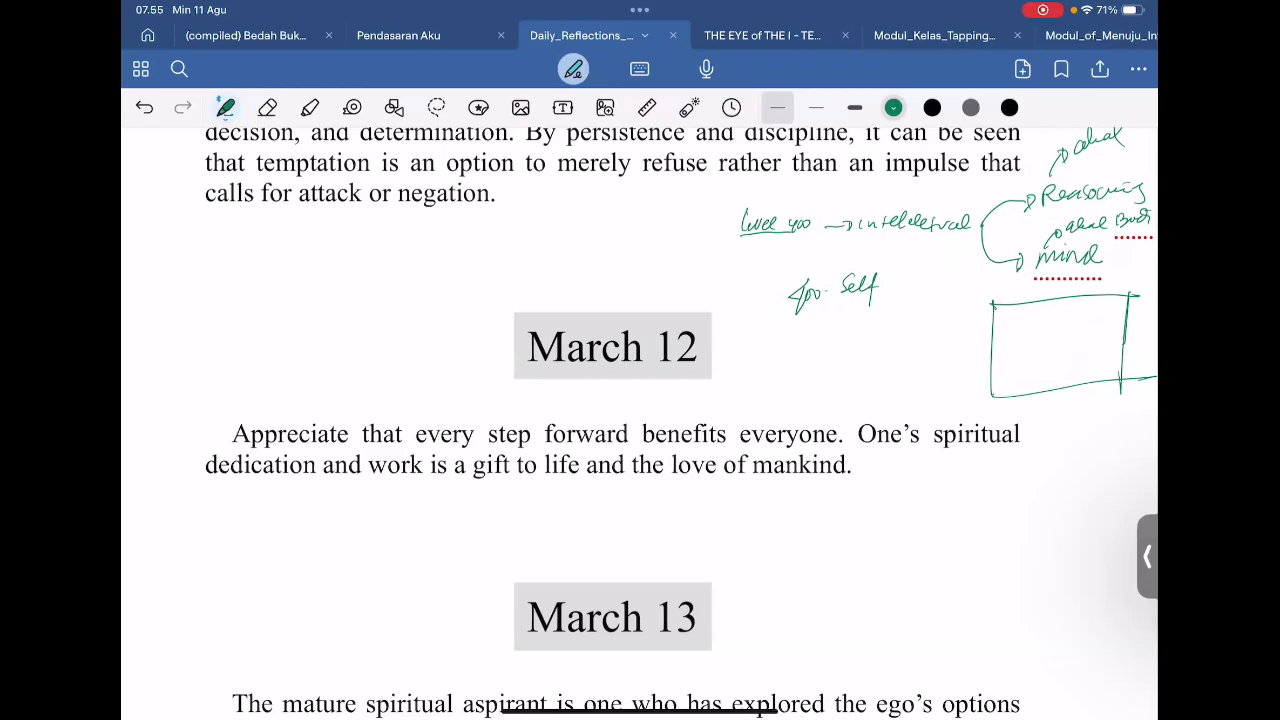 07.55 Min 11 Agu
71%
(compiled) Bedah Buk...
Pendasaran Aku
Daily_Reflections_...
THE EYE of THE I - TE...
Modul_Kelas_Tapping...
Modul_of_Menuju_In
decision, and determination. By persistence and discipline, it can be seen
that temptation is an option to merely refuse rather than an impulse that
calls for attack or negation.
Reasoning
Level 400 → intelektual
mind
Self
March 12
Appreciate that every step forward benefits everyone. One's spiritual
dedication and work is a gift to life and the love of mankind.
March 13
The mature spiritual aspirant is one who has explored the ego's options